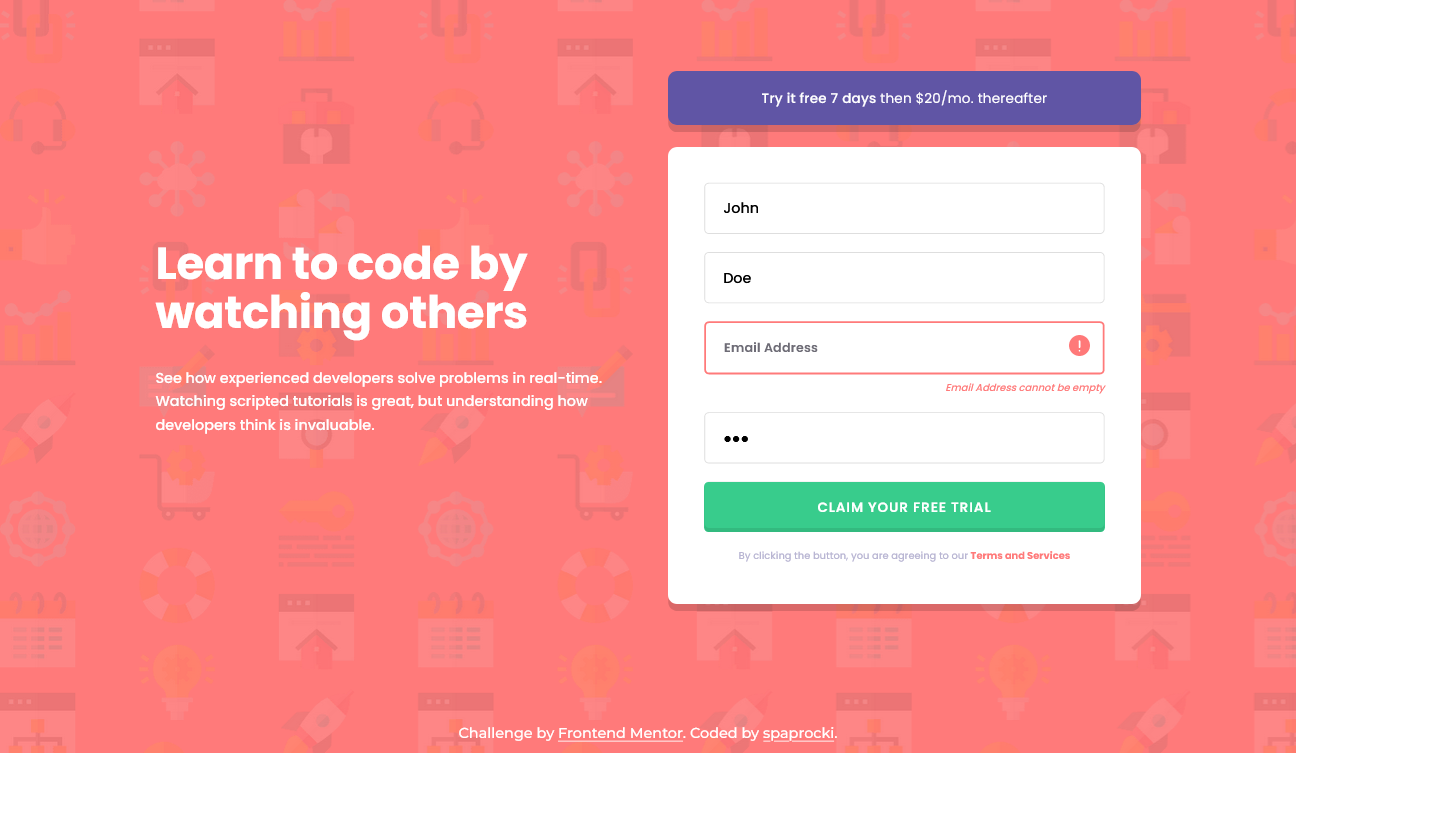 Try it free 7 days then $20/mo. thereafter
Learn to code by
watching others
See how experienced developers solve problems in real-time.
Watching scripted tutorials is great, but understanding how
developers think is invaluable.
John
Doe
Email Address
!
Email Address cannot be empty
•••
CLAIM YOUR FREE TRIAL
By clicking the button, you are agreeing to our Terms and Services
Challenge by Frontend Mentor. Coded by spaprocki.